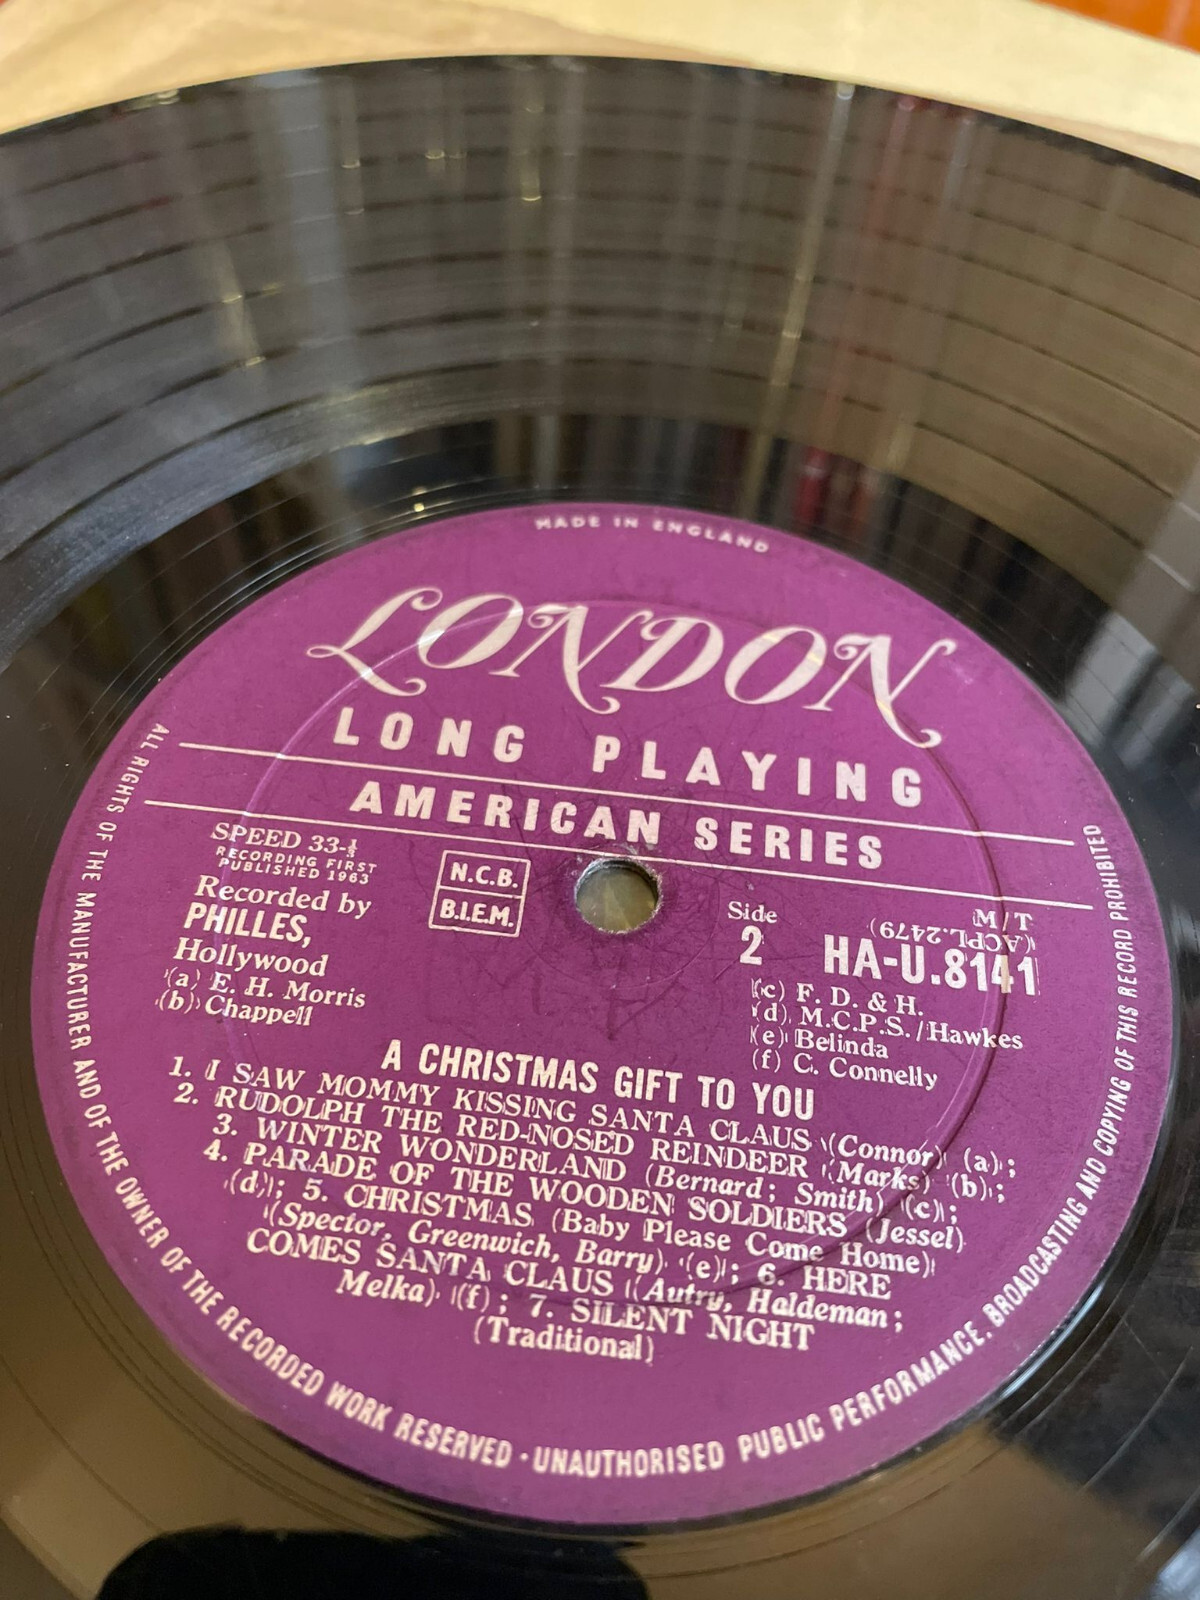 MADE IN ENGLAND
LONDON
LONG PLAYING
AMERICAN SERIES
SPEED 33-⅓
RECORDING FIRST
PUBLISHED 1963
Recorded by
PHILLES,
Hollywood
(a) E. H. Morris
(b) Chappell
N.C.B.
B.I.E.M.
Side
2
T/M
(ACPL.2479)
HA-U.8141
(c) F. D. & H.
(d) M.C.P.S./Hawkes
(e) Belinda
(f) C. Connelly
A CHRISTMAS GIFT TO YOU
1. I SAW MOMMY KISSING SANTA CLAUS (Connor) (a);
2. RUDOLPH THE RED-NOSED REINDEER (Marks) (b);
3. WINTER WONDERLAND (Bernard; Smith) (c);
4. PARADE OF THE WOODEN SOLDIERS (Jessel)
(d); 5. CHRISTMAS (Baby Please Come Home)
(Spector, Greenwich, Barry) (e); 6. HERE
COMES SANTA CLAUS (Autry, Haldeman;
Melka) (f); 7. SILENT NIGHT
(Traditional)
ALL RIGHTS OF THE MANUFACTURER AND OF THE OWNER OF THE RECORDED WORK RESERVED · UNAUTHORISED PUBLIC PERFORMANCE, BROADCASTING AND COPYING OF THIS RECORD PROHIBITED